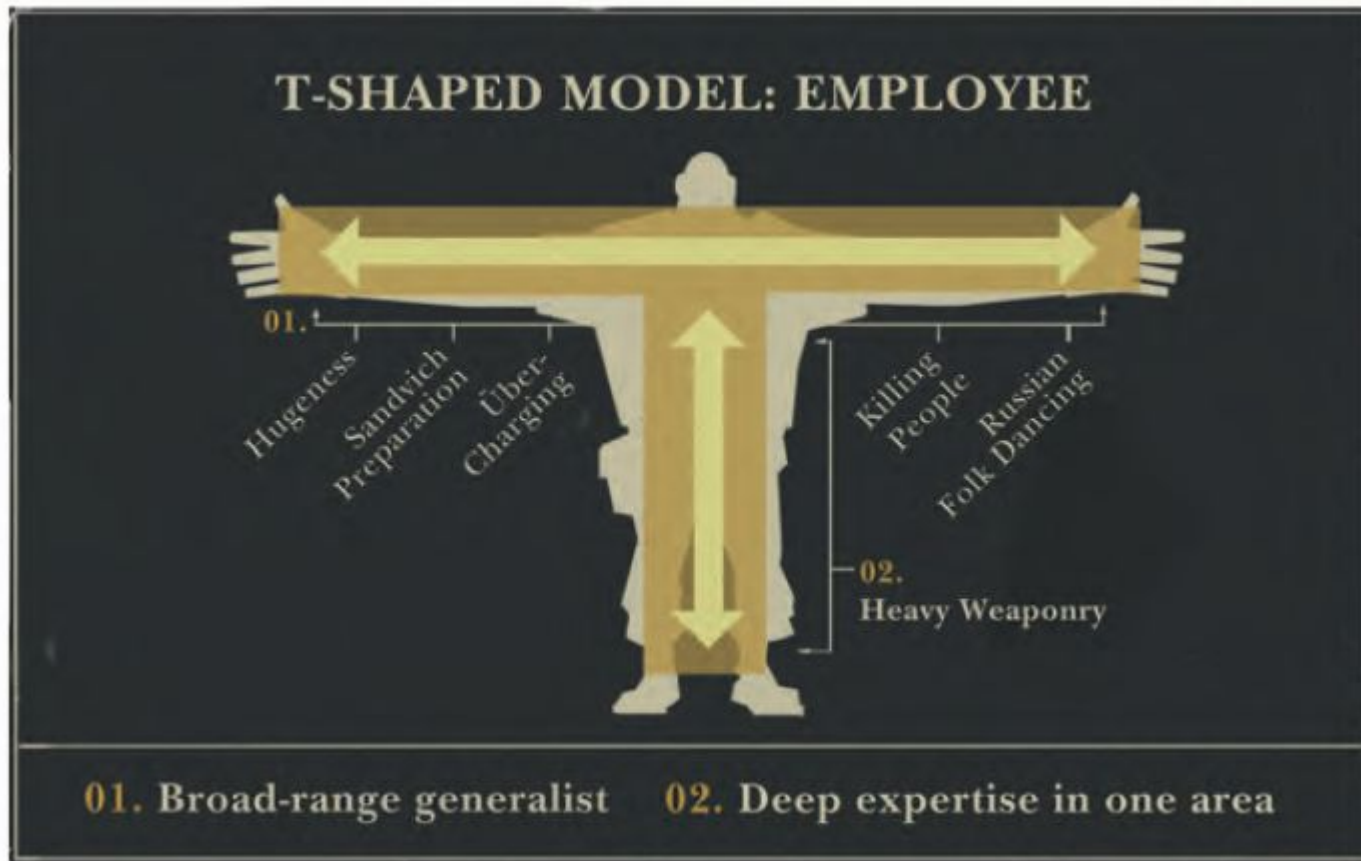 T-SHAPED MODEL: EMPLOYEE
01.
Hugeness
Sandvich
Preparation
Über-
Charging
Killing
People
Russian
Folk Dancing
02.
Heavy Weaponry
01. Broad-range generalist
02. Deep expertise in one area